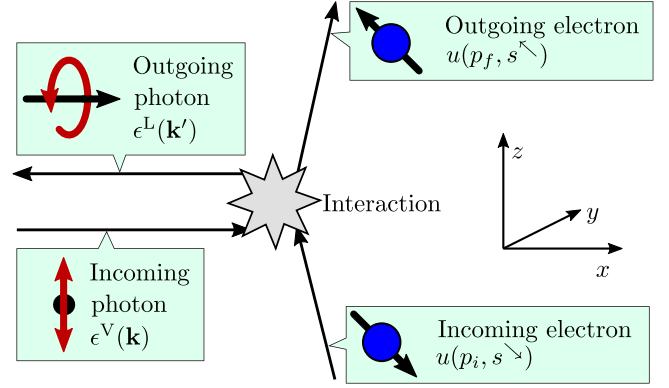 Outgoing electron
u(p_f, s^↖)
Outgoing
photon
ϵ^L(𝐤′)
z
Interaction
y
x
Incoming
photon
ϵ^V(𝐤)
Incoming electron
u(p_i, s^↘)